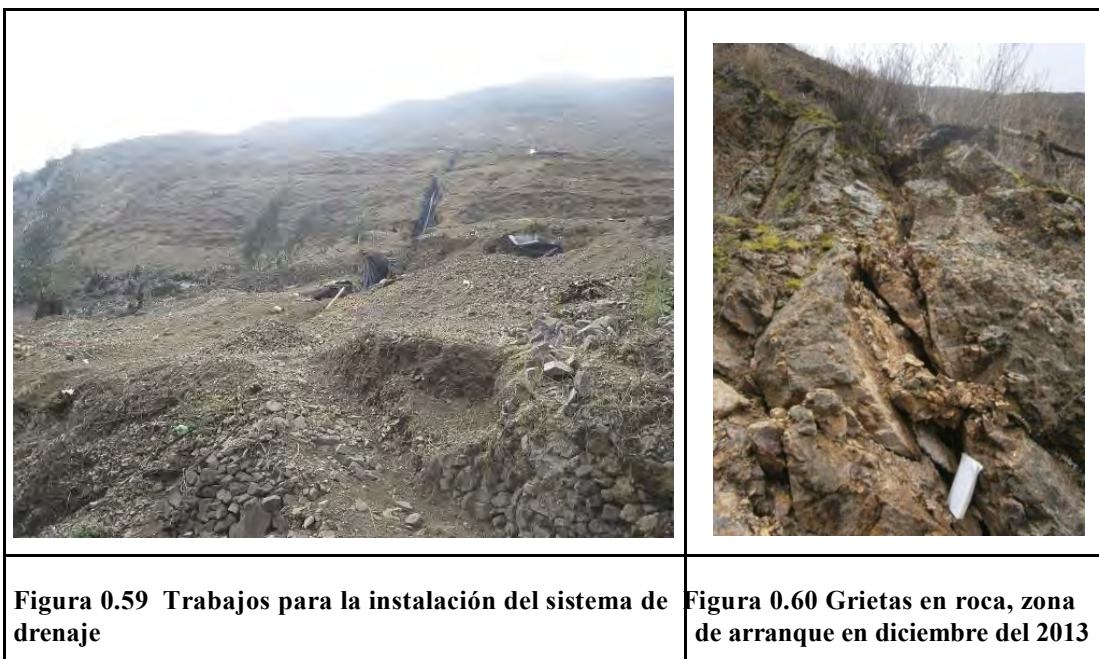 Figura 0.59 Trabajos para la instalación del sistema de
drenaje
Figura 0.60 Grietas en roca, zona
de arranque en diciembre del 2013